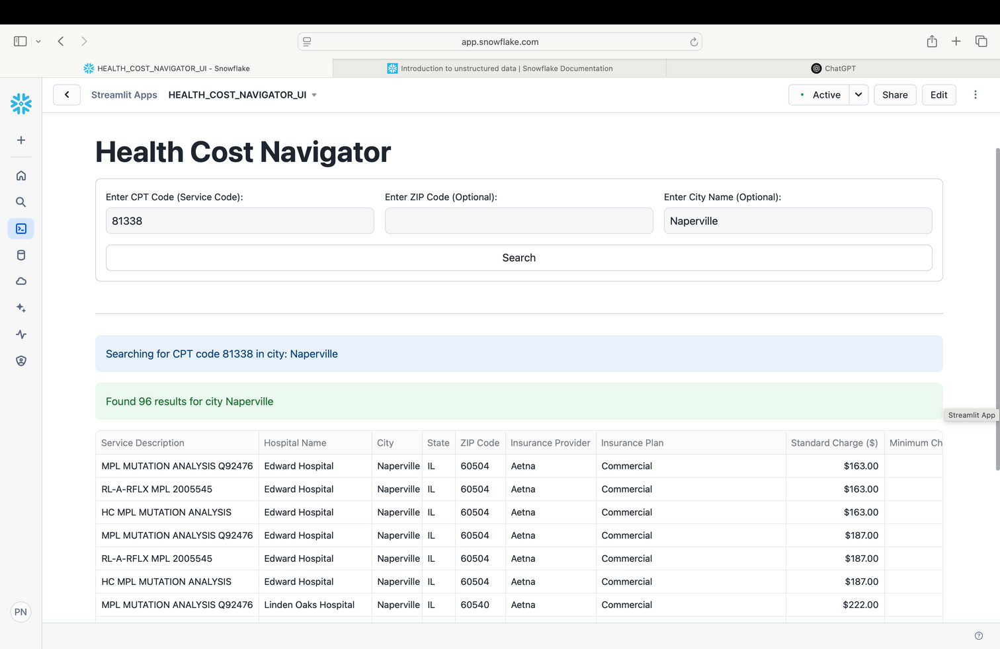 app.snowflake.com
HEALTH_COST_NAVIGATOR_UI - Snowflake
Introduction to unstructured data | Snowflake Documentation
ChatGPT
Streamlit Apps HEALTH_COST_NAVIGATOR_UI
Active
Share
Edit
Health Cost Navigator
Enter CPT Code (Service Code): Enter ZIP Code (Optional): Enter City Name (Optional):
81338 Naperville
Search
Searching for CPT code 81338 in city: Naperville
Found 96 results for city Naperville
Streamlit App
Service Description Hospital Name City State ZIP Code Insurance Provider Insurance Plan Standard Charge ($) Minimum Ch
MPL MUTATION ANALYSIS Q92476 Edward Hospital Naperville IL 60504 Aetna Commercial $163.00
RL-A-RFLX MPL 2005545 Edward Hospital Naperville IL 60504 Aetna Commercial $163.00
HC MPL MUTATION ANALYSIS Edward Hospital Naperville IL 60504 Aetna Commercial $163.00
MPL MUTATION ANALYSIS Q92476 Edward Hospital Naperville IL 60504 Aetna Commercial $187.00
RL-A-RFLX MPL 2005545 Edward Hospital Naperville IL 60504 Aetna Commercial $187.00
HC MPL MUTATION ANALYSIS Edward Hospital Naperville IL 60504 Aetna Commercial $187.00
MPL MUTATION ANALYSIS Q92476 Linden Oaks Hospital Naperville IL 60540 Aetna Commercial $222.00
PN